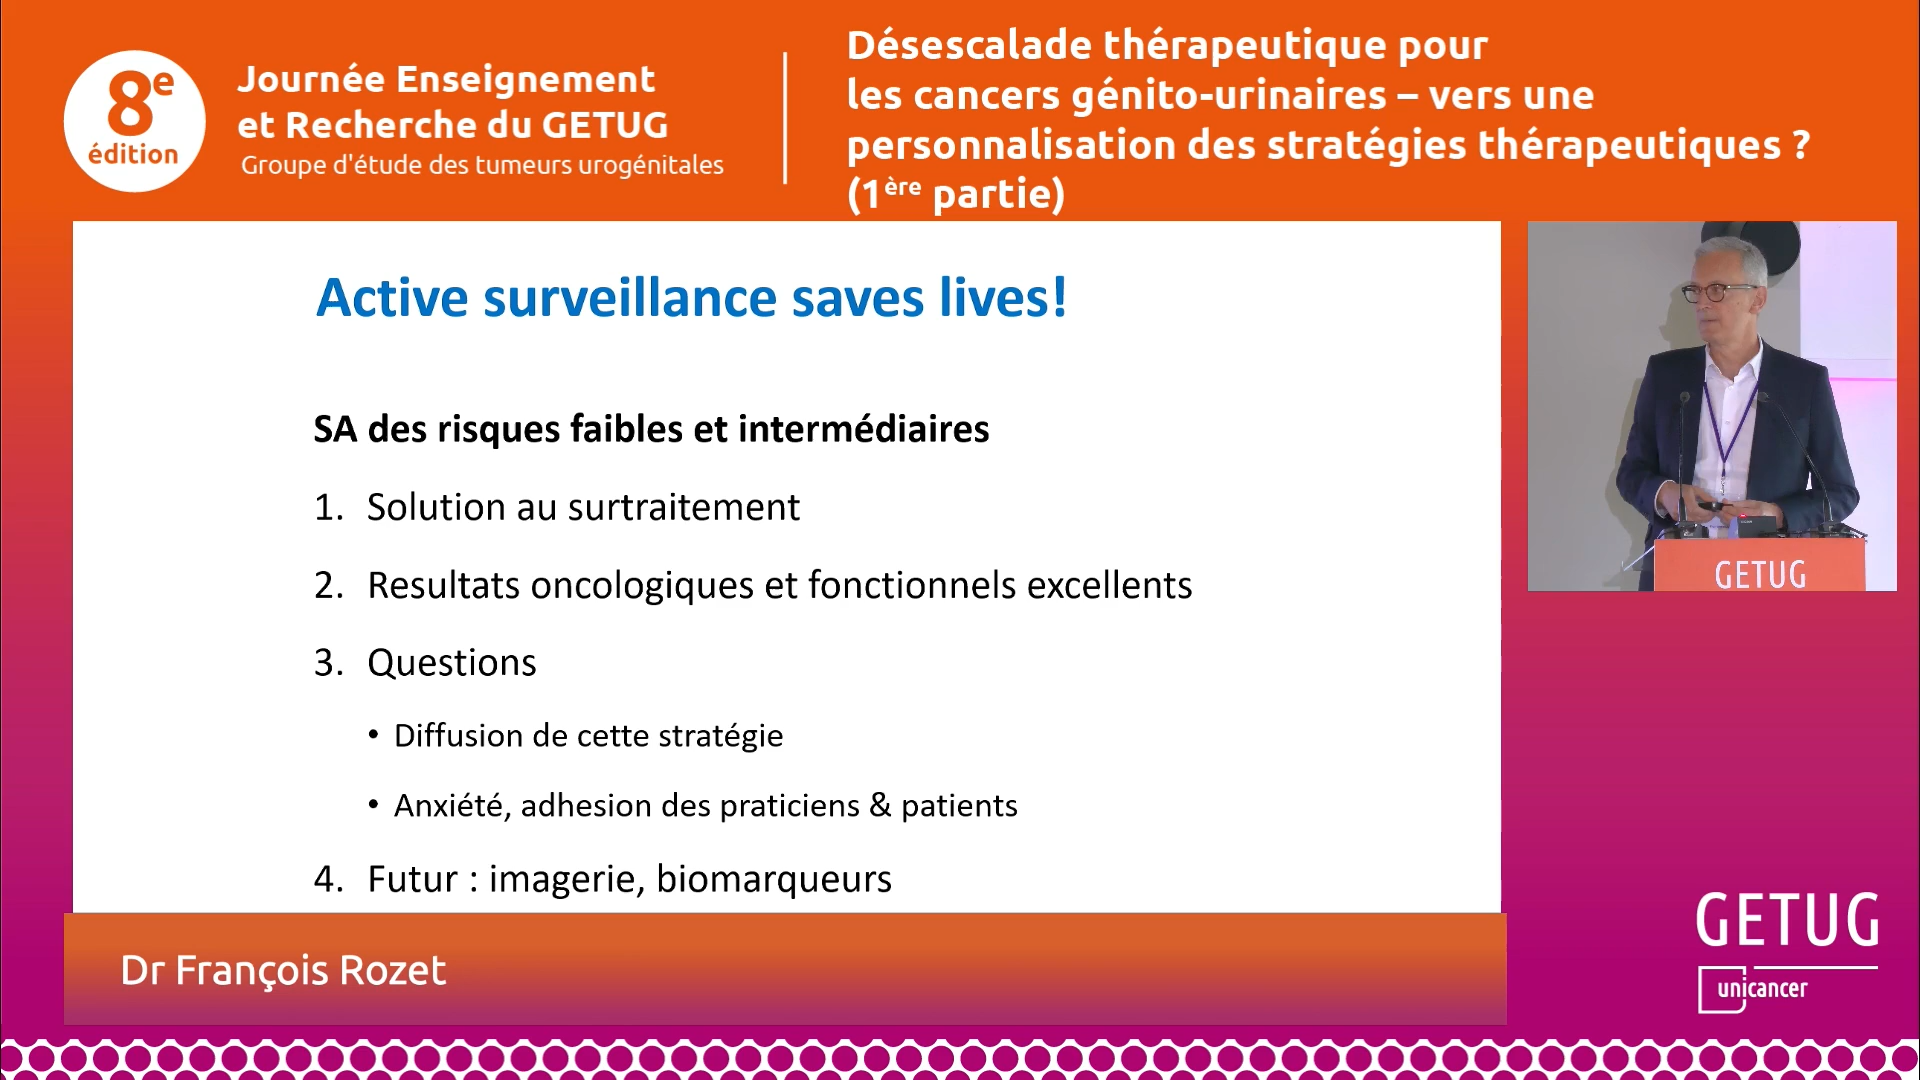 8e
édition
Journée Enseignement
et Recherche du GETUG
Groupe d'étude des tumeurs urogénitales
Désescalade thérapeutique pour
les cancers génito-urinaires – vers une
personnalisation des stratégies thérapeutiques ?
(1ère partie)
Active surveillance saves lives!
SA des risques faibles et intermédiaires
1. Solution au surtraitement
2. Resultats oncologiques et fonctionnels excellents
3. Questions
• Diffusion de cette stratégie
• Anxiété, adhesion des praticiens & patients
4. Futur : imagerie, biomarqueurs
GETUG
Dr François Rozet
GETUG
unicancer